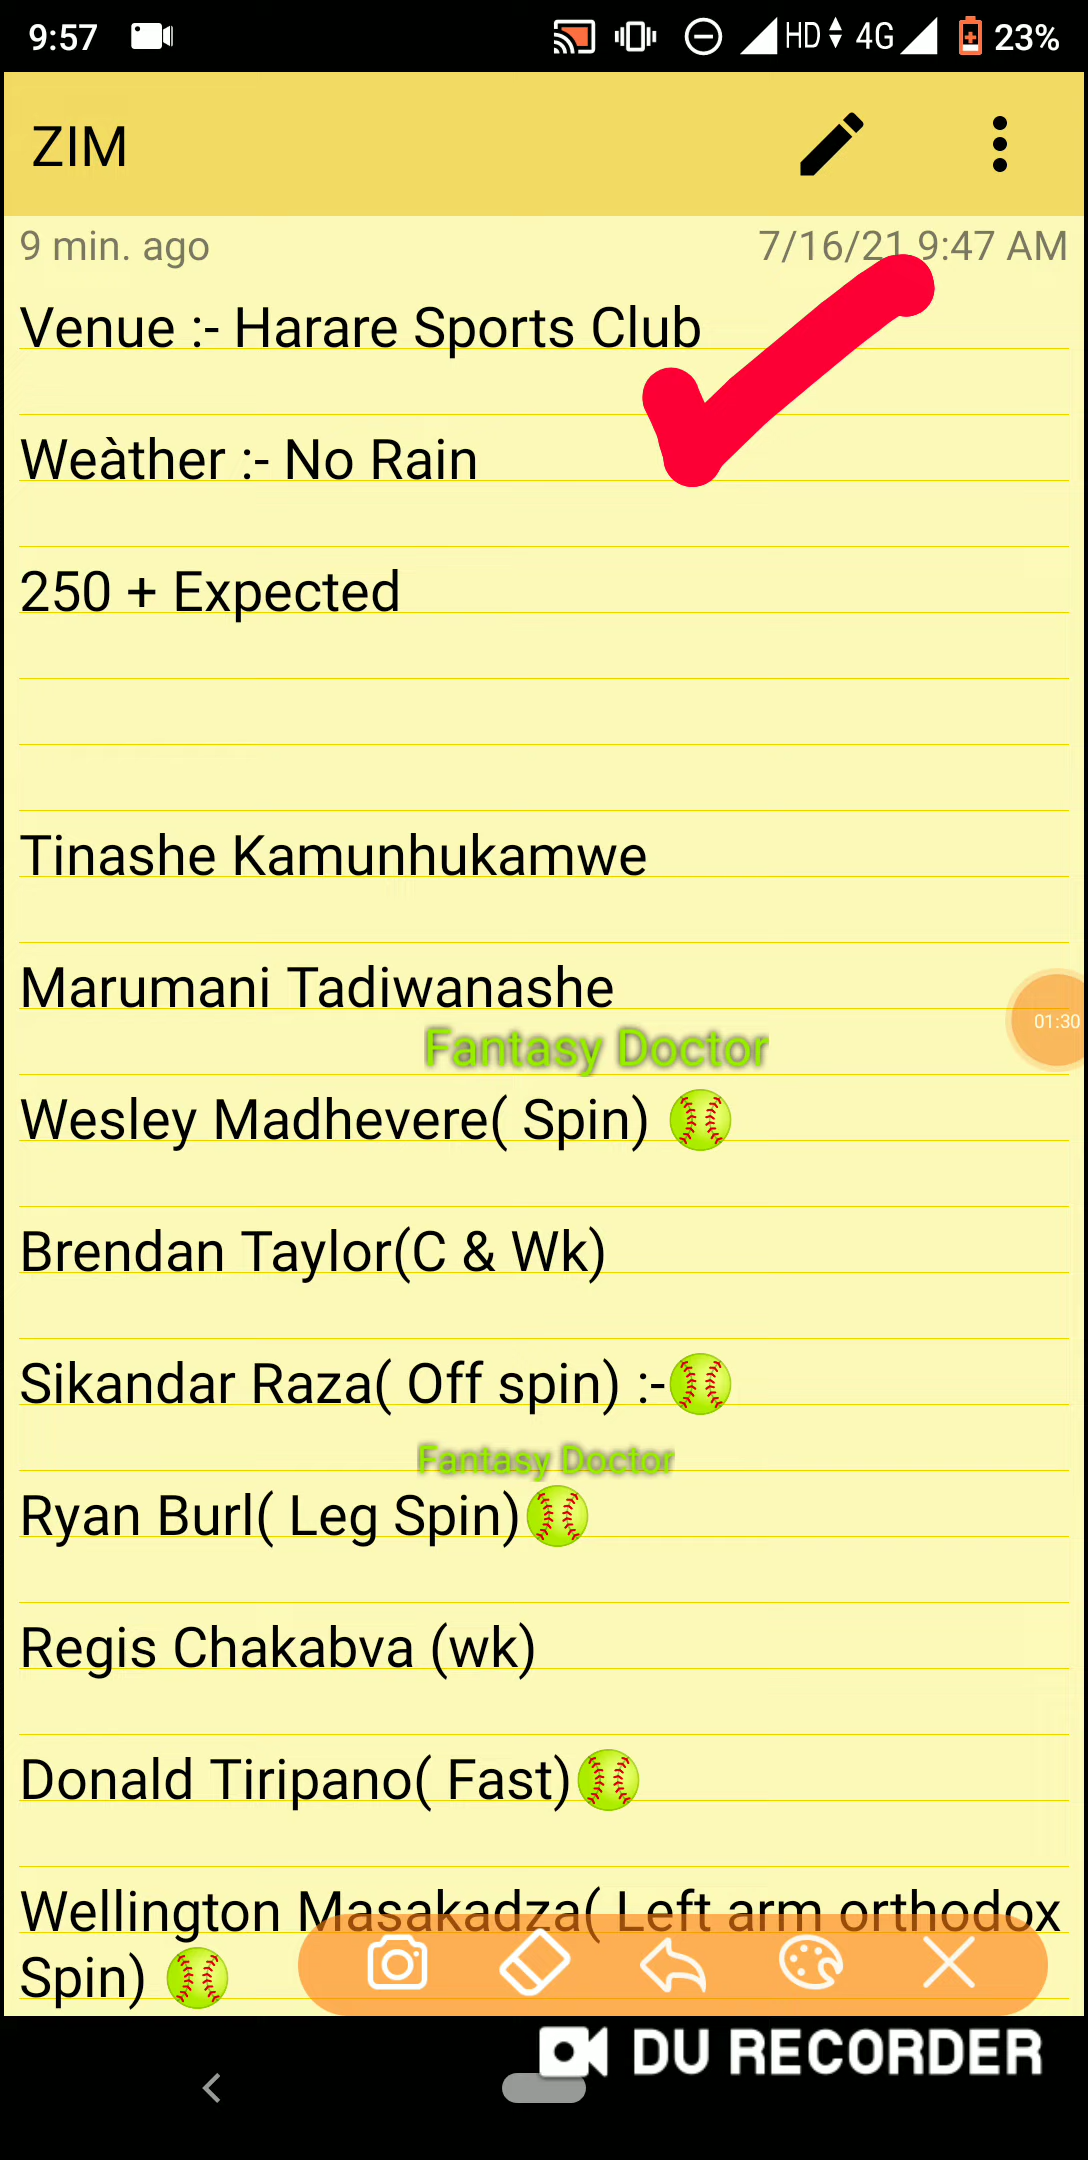 9:57 HD 4G 23%
ZIM
9 min. ago 7/16/21 9:47 AM
Venue :- Harare Sports Club
Weàther :- No Rain
250 + Expected
Tinashe Kamunhukamwe
Marumani Tadiwanashe
01:30
Fantasy Doctor
Wesley Madhevere( Spin)
Brendan Taylor(C & Wk)
Sikandar Raza( Off spin) :-
Fantasy Doctor
Ryan Burl( Leg Spin)
Regis Chakabva (wk)
Donald Tiripano( Fast)
Wellington Masakadza( Left arm orthodox
Spin)
DU RECORDER